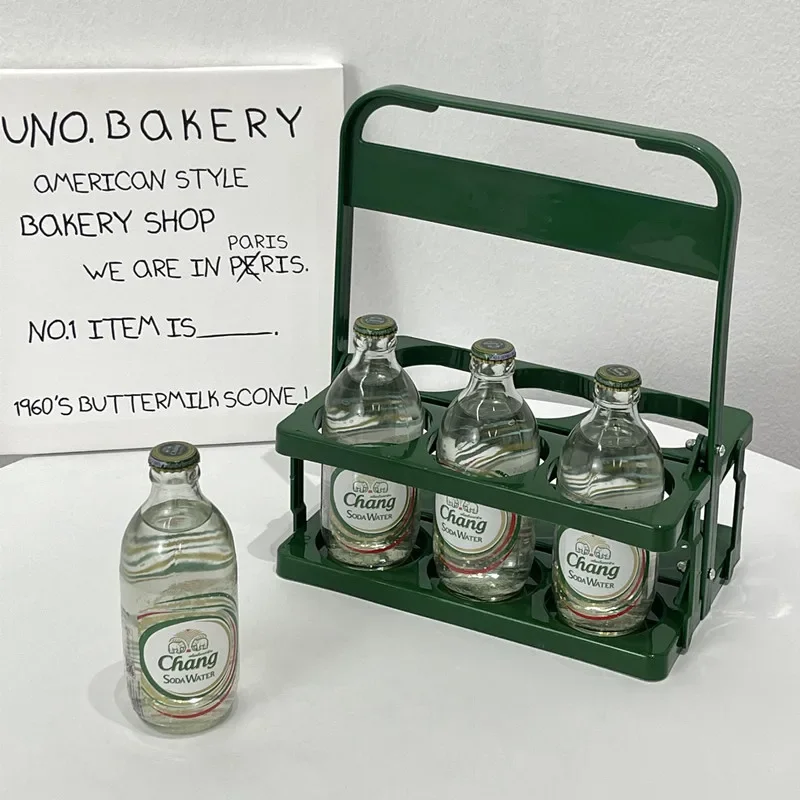 UNO. BAKERY
AMERICAN STYLE
BAKERY SHOP
PARIS
WE ARE IN PERIS.
NO.1 ITEM IS______.
1960'S BUTTERMILK SCONE!
Chang
SODA WATER
Chang
SODA WATER
Chang
SODA WATER
Chang
SODA WATER